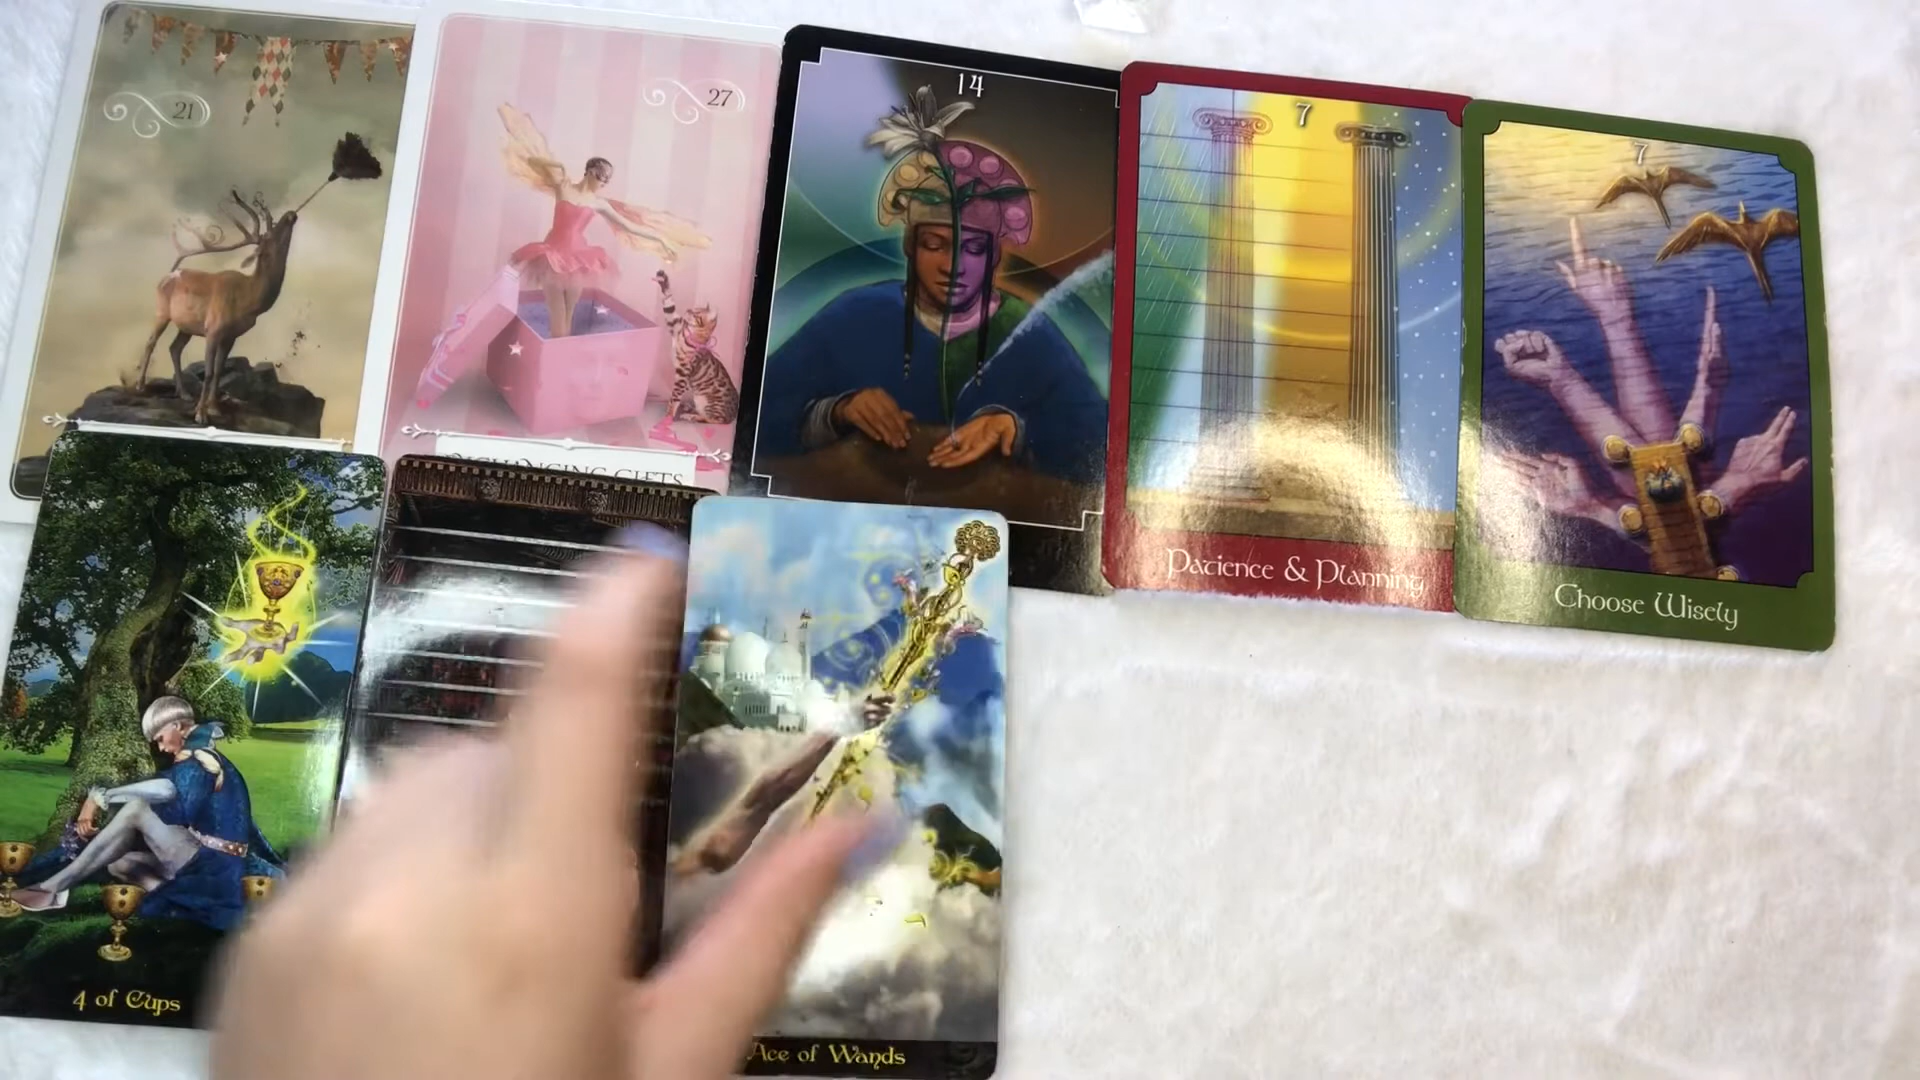 21
27
14
7
7
Patience & Planning
Choose Wisely
4 of Cups
Ace of Wands